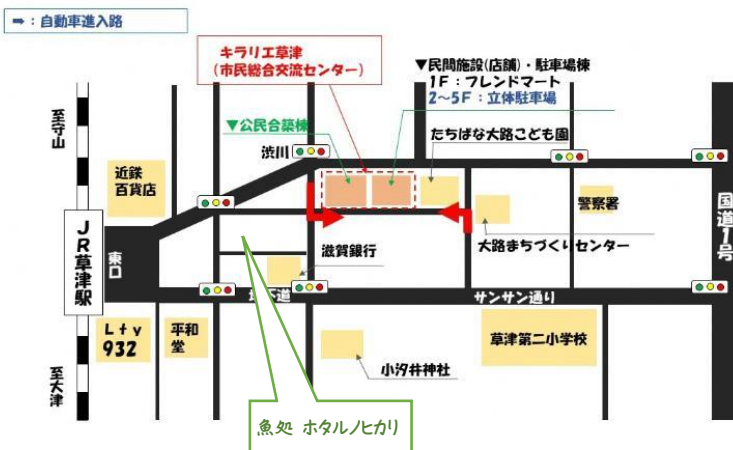 ➡：自動車進入路
キラリエ草津
（市民総合交流センター）
▼民間施設(店舗)・駐車場棟
1F：フレンドマート
2～5F：立体駐車場
至守山
▼公民合築棟
たちばな大路こども園
渋川
近鉄
百貨店
警察署
国道1号
JR草津駅
東口
滋賀銀行
大路まちづくりセンター
サンサン通り
Lty
932
平和
堂
草津第二小学校
小汐井神社
至大津
魚処 ホタルノヒカリ